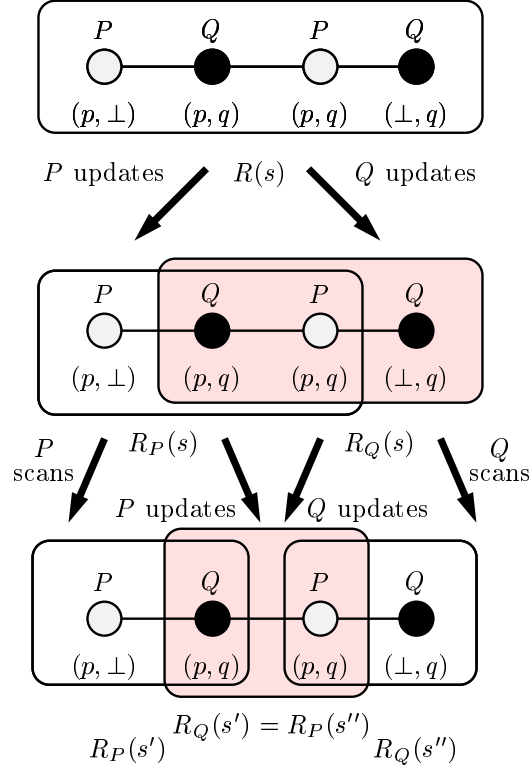 P Q P Q
(p, ⊥) (p, q) (p, q) (⊥, q)
P updates R(s) Q updates
P Q P Q
(p, ⊥) (p, q) (p, q) (⊥, q)
P scans R_P(s) R_Q(s) Q scans
P updates Q updates
P Q P Q
(p, ⊥) (p, q) (p, q) (⊥, q)
R_Q(s′) = R_P(s″)
R_P(s′) R_Q(s″)